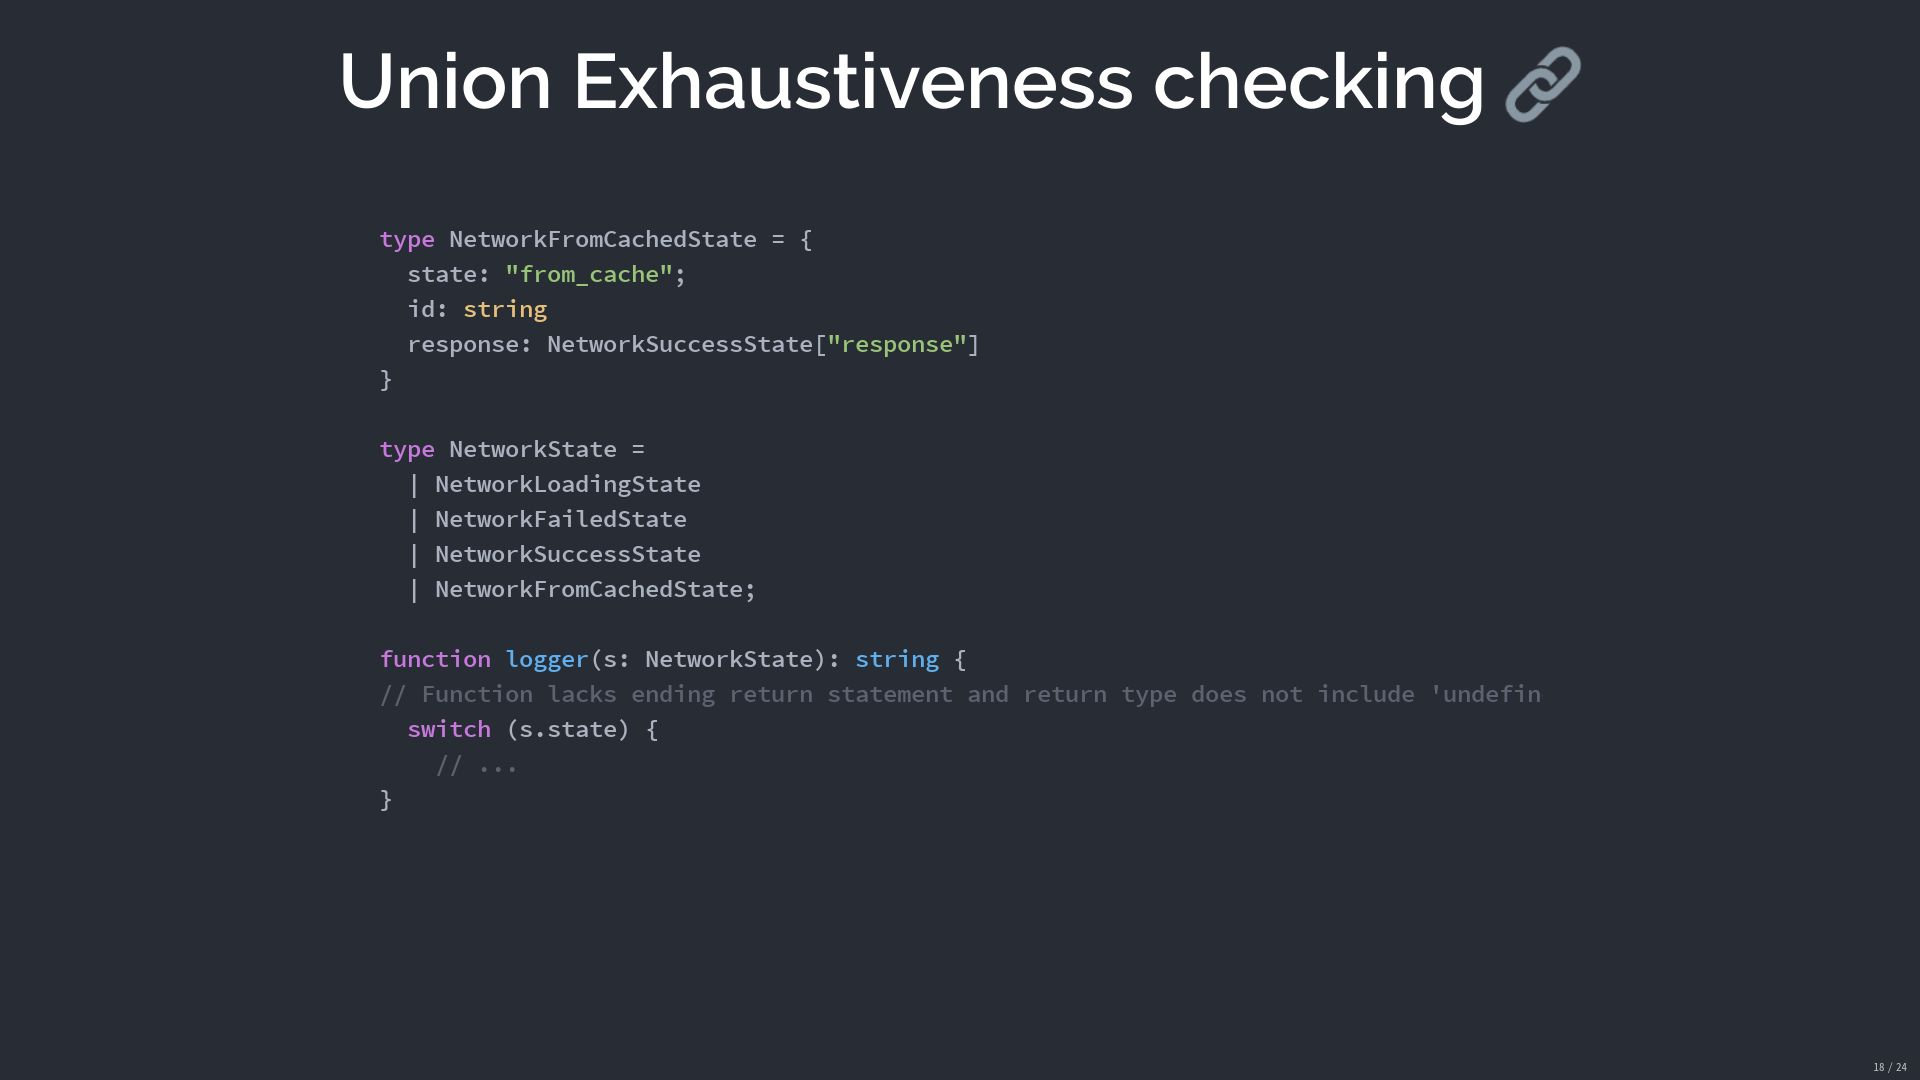 Union Exhaustiveness checking 🔗
type NetworkFromCachedState = {
  state: "from_cache";
  id: string
  response: NetworkSuccessState["response"]
}
type NetworkState =
  | NetworkLoadingState
  | NetworkFailedState
  | NetworkSuccessState
  | NetworkFromCachedState;
function logger(s: NetworkState): string {
// Function lacks ending return statement and return type does not include 'undefin
  switch (s.state) {
    // ...
}
18 / 24